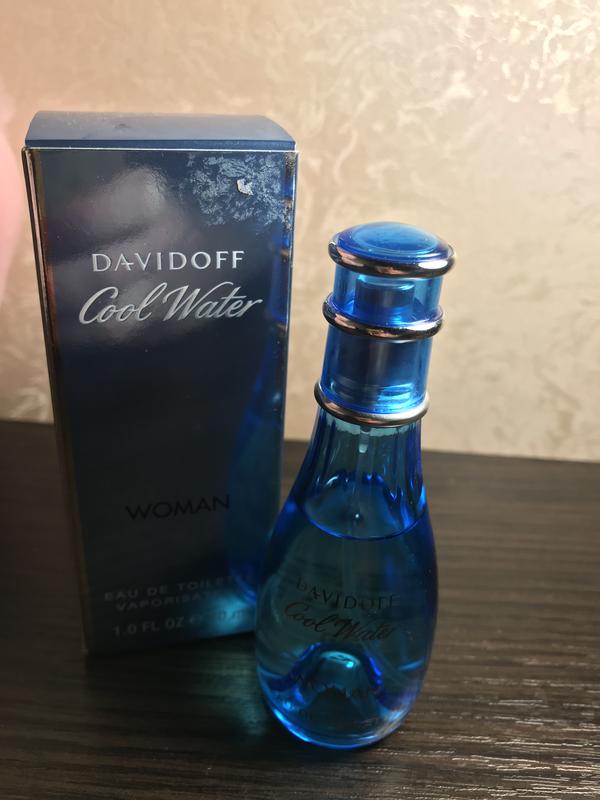 DAVIDOFF
Cool Water
WOMAN
EAU DE TOILET
VAPORISAT
1.0 FL OZ e
DAVIDOFF
Cool Water